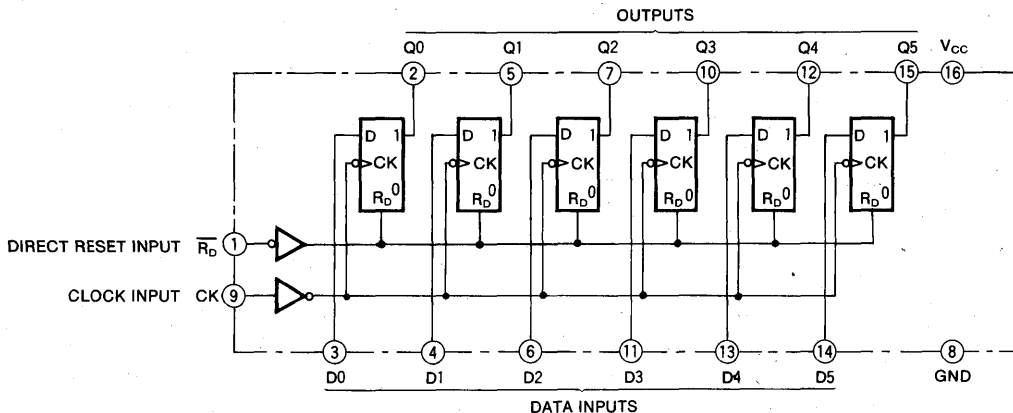 OUTPUTS
Q0 Q1 Q2 Q3 Q4 Q5 VCC
2 5 7 10 12 15 16
D 1 D 1 D 1 D 1 D 1 D 1
CK CK CK CK CK CK
RD 0 RD 0 RD 0 RD 0 RD 0 RD 0
DIRECT RESET INPUT R̅D̅ 1
CLOCK INPUT CK 9
3 4 6 11 13 14 8
D0 D1 D2 D3 D4 D5 GND
DATA INPUTS